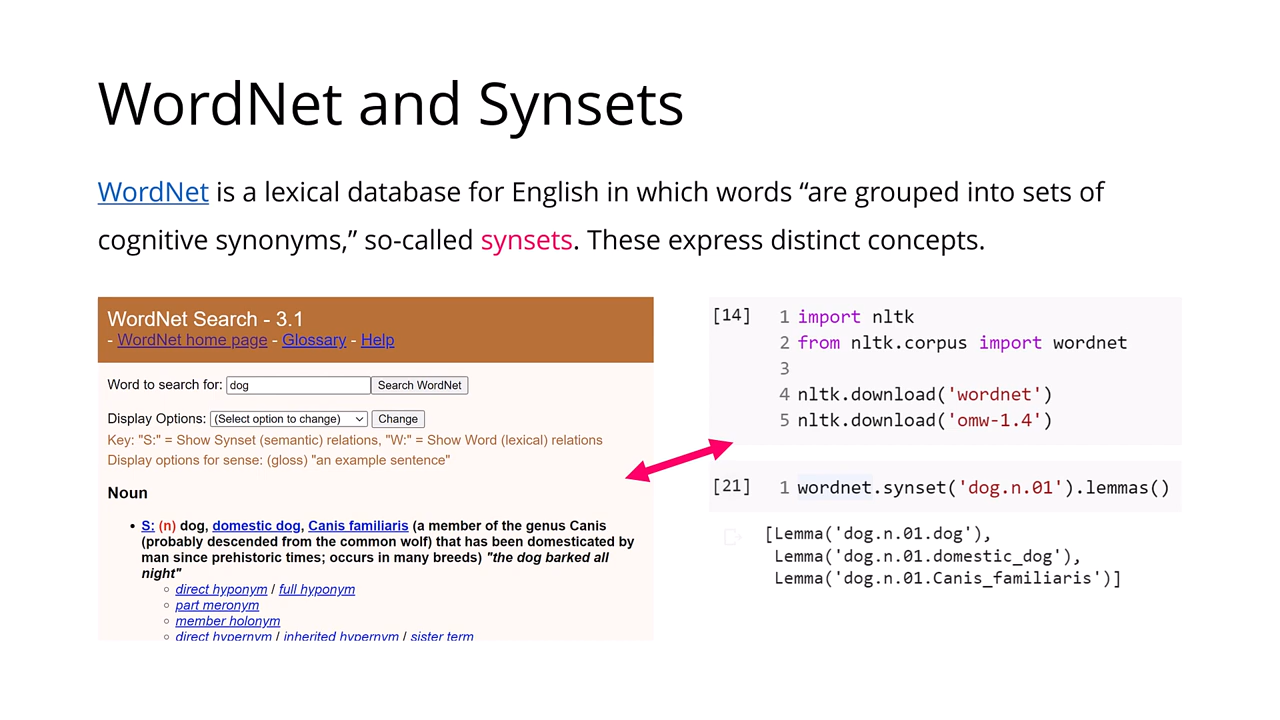 WordNet and Synsets
WordNet is a lexical database for English in which words “are grouped into sets of
cognitive synonyms,” so-called synsets. These express distinct concepts.
WordNet Search - 3.1
- WordNet home page - Glossary - Help
Word to search for: dog Search WordNet
Display Options: (Select option to change) Change
Key: "S:" = Show Synset (semantic) relations, "W:" = Show Word (lexical) relations
Display options for sense: (gloss) "an example sentence"
Noun
• S: (n) dog, domestic dog, Canis familiaris (a member of the genus Canis
(probably descended from the common wolf) that has been domesticated by
man since prehistoric times; occurs in many breeds) "the dog barked all
night"
○ direct hyponym / full hyponym
○ part meronym
○ member holonym
○ direct hypernym / inherited hypernym / sister term
[14] 1 import nltk
2 from nltk.corpus import wordnet
3
4 nltk.download('wordnet')
5 nltk.download('omw-1.4')
[21] 1 wordnet.synset('dog.n.01').lemmas()
[Lemma('dog.n.01.dog'),
Lemma('dog.n.01.domestic_dog'),
Lemma('dog.n.01.Canis_familiaris')]